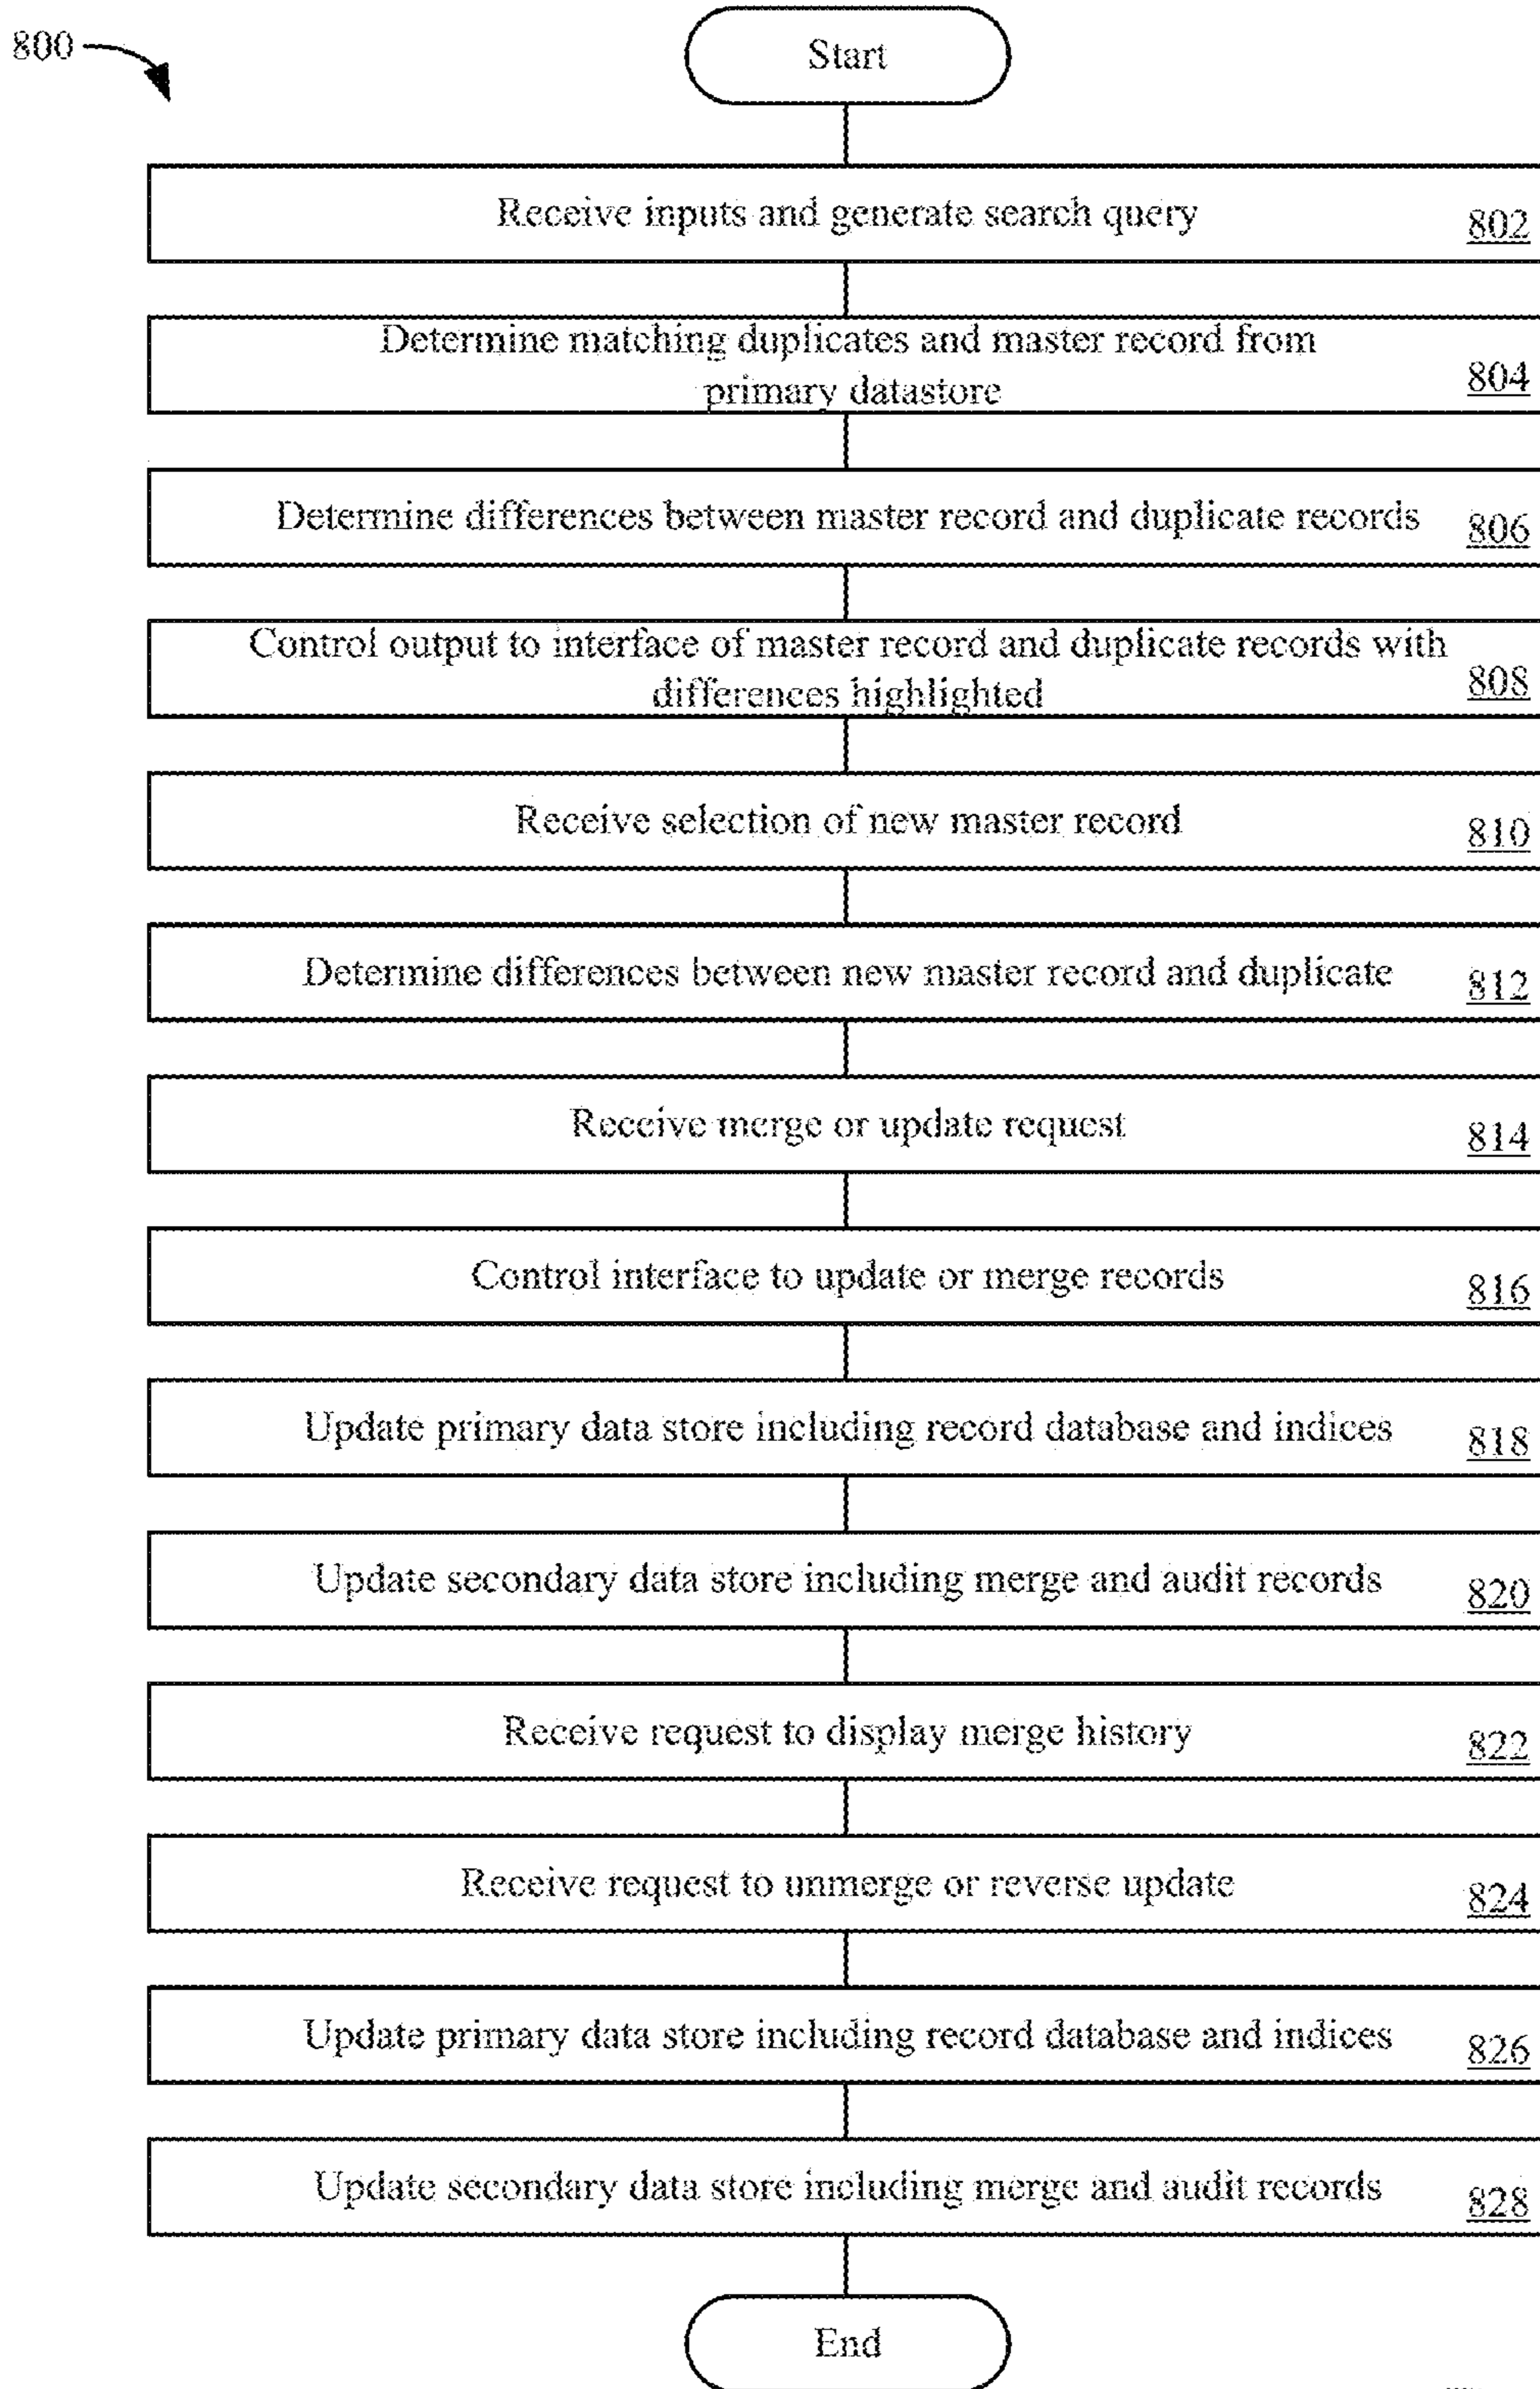 800
Start
Receive inputs and generate search query
802
Determine matching duplicates and master record from
primary datastore
804
Determine differences between master record and duplicate records
806
Control output to interface of master record and duplicate records with
differences highlighted
808
Receive selection of new master record
810
Determine differences between new master record and duplicate
812
Receive merge or update request
814
Control interface to update or merge records
816
Update primary data store including record database and indices
818
Update secondary data store including merge and audit records
820
Receive request to display merge history
822
Receive request to unmerge or reverse update
824
Update primary data store including record database and indices
826
Update secondary data store including merge and audit records
828
End